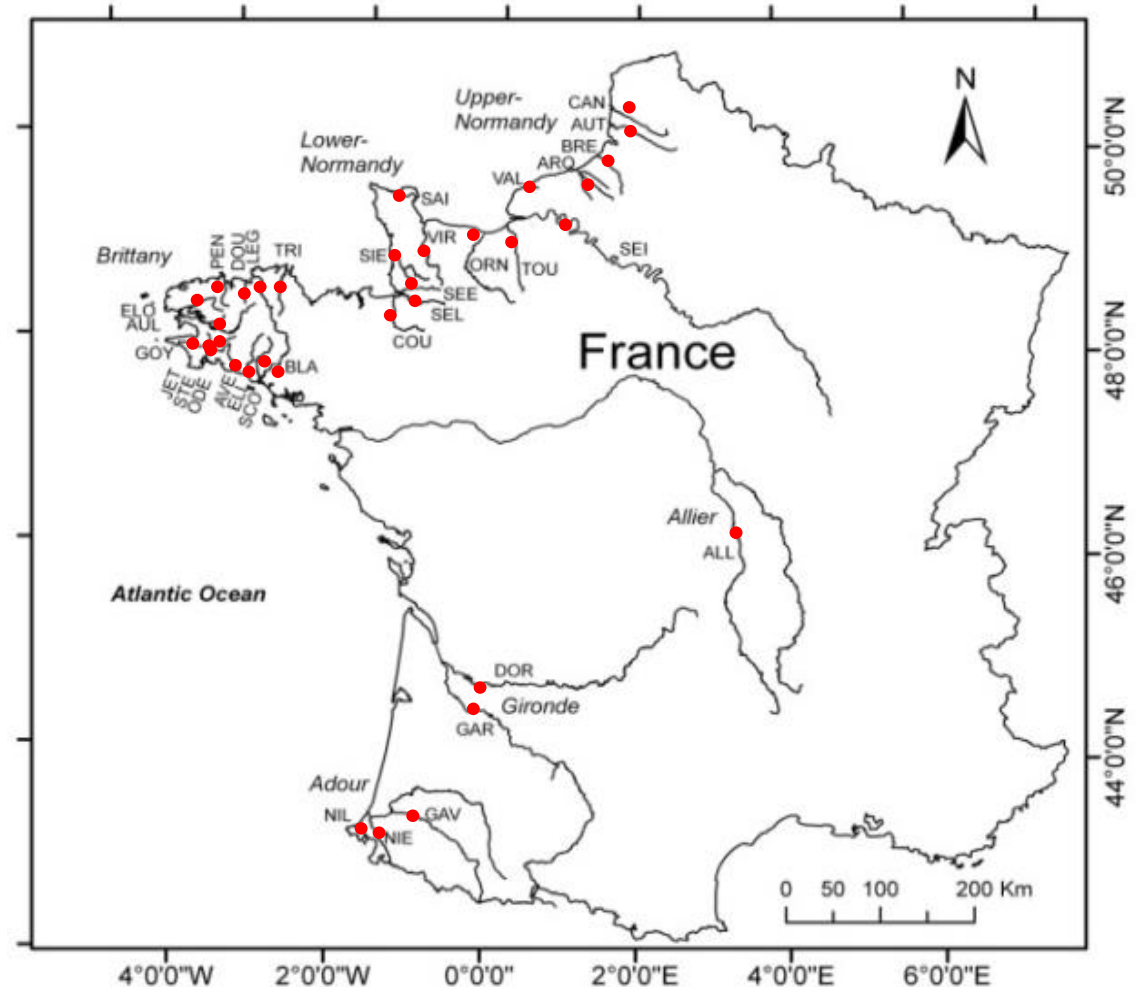 N
Upper-
Normandy
CAN
AUT
BRE
ARQ
VAL
Lower-
Normandy
SAI
VIR
SIE
ORN
TOU
SEI
SEE
SEL
COU
Brittany
PEN
DOU
LEG
TRI
ELO
AUL
GOY
JET
STE
ODE
AVE
ELL
SCO
BLA
France
Allier
ALL
Atlantic Ocean
DOR
Gironde
GAR
Adour
NIL
NIE
GAV
0 50 100 200 Km
50°0'0"N
48°0'0"N
46°0'0"N
44°0'0"N
4°0'0"W 2°0'0"W 0°0'0" 2°0'0"E 4°0'0"E 6°0'0"E